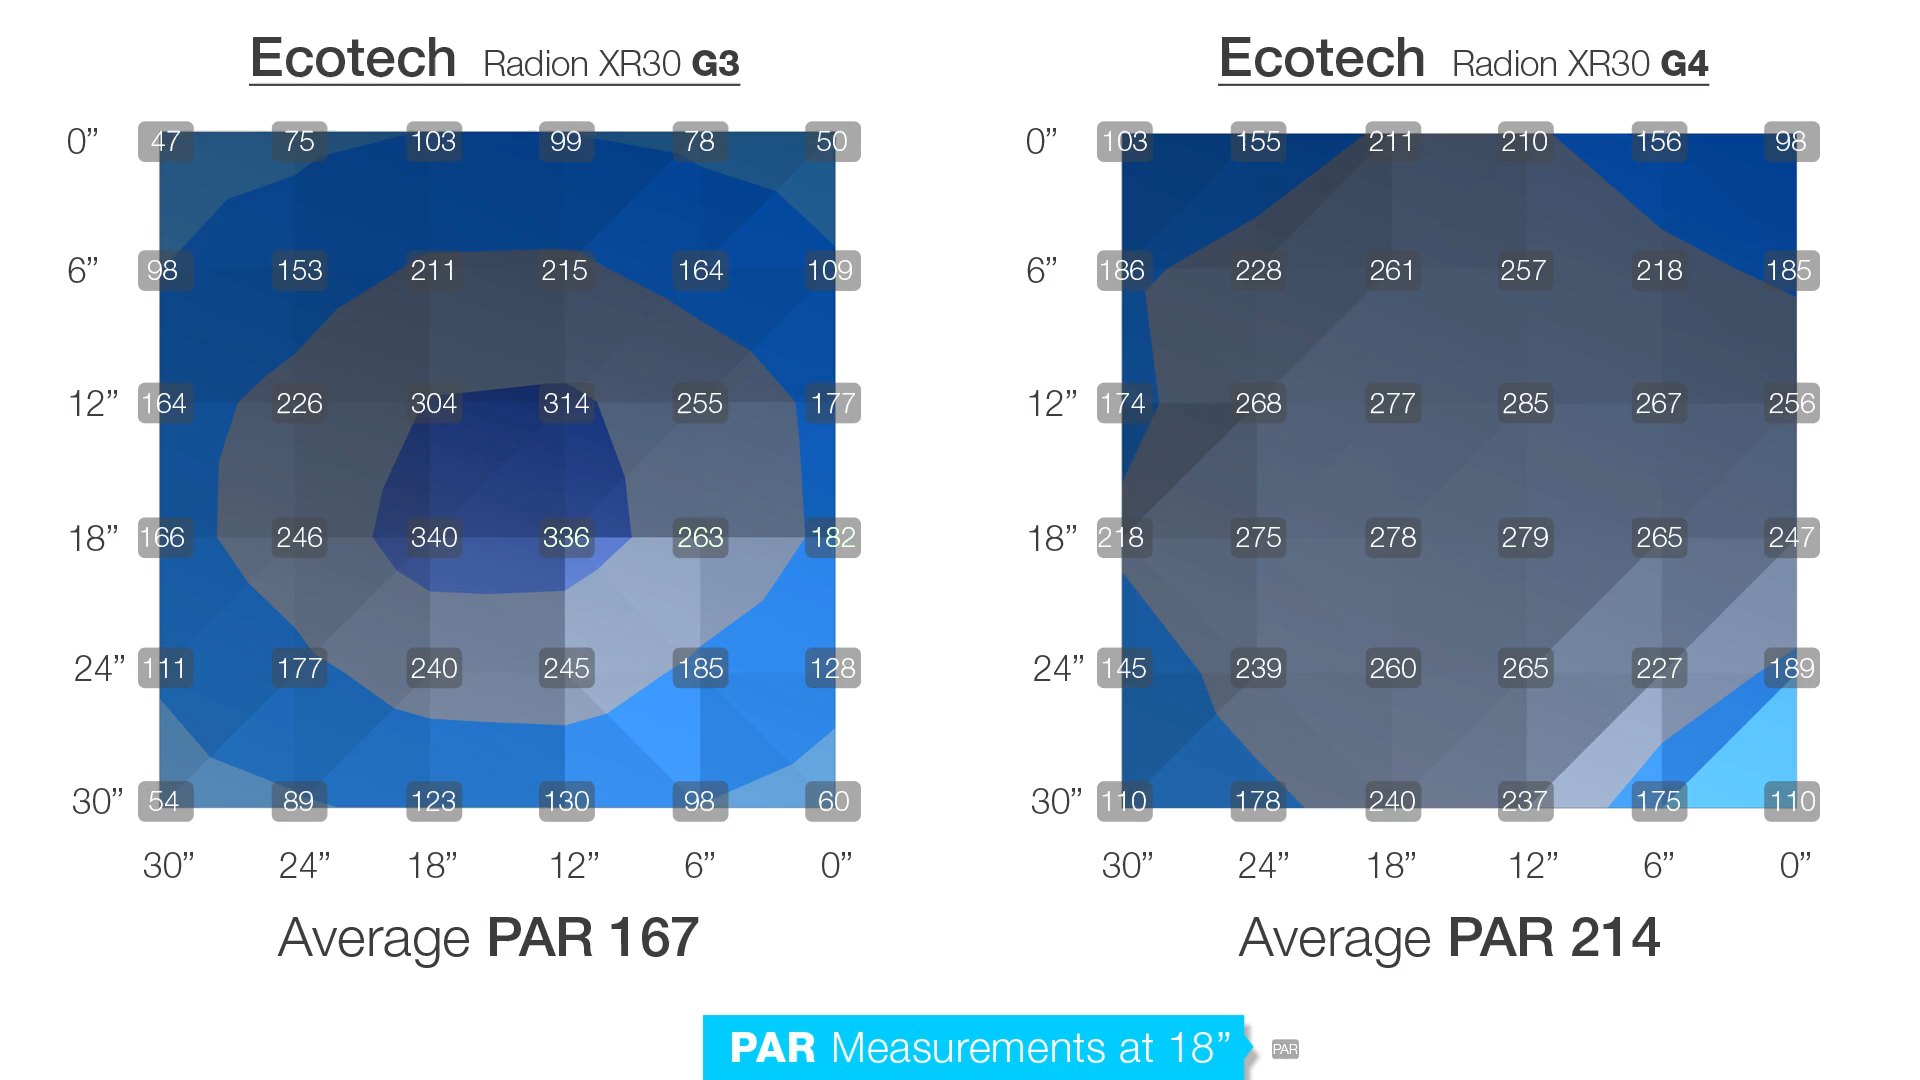 Ecotech Radion XR30 G3
0” 47 75 103 99 78 50
6” 98 153 211 215 164 109
12” 164 226 304 314 255 177
18” 166 246 340 336 263 182
24” 111 177 240 245 185 128
30” 54 89 123 130 98 60
30” 24” 18” 12” 6” 0”
Average PAR 167
Ecotech Radion XR30 G4
0” 103 155 211 210 156 98
6” 186 228 261 257 218 185
12” 174 268 277 285 267 256
18” 218 275 278 279 265 247
24” 145 239 260 265 227 189
30” 110 178 240 237 175 110
30” 24” 18” 12” 6” 0”
Average PAR 214
PAR Measurements at 18” PAR